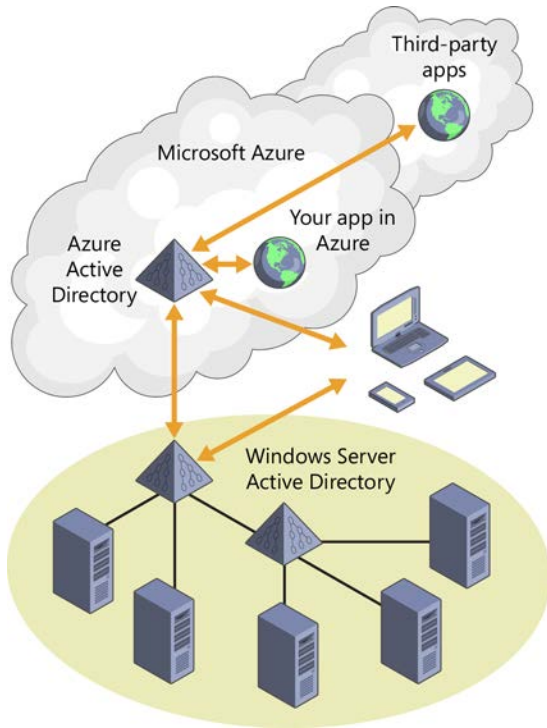 Third-party
apps
Microsoft Azure
Your app in
Azure
Azure
Active
Directory
Windows Server
Active Directory